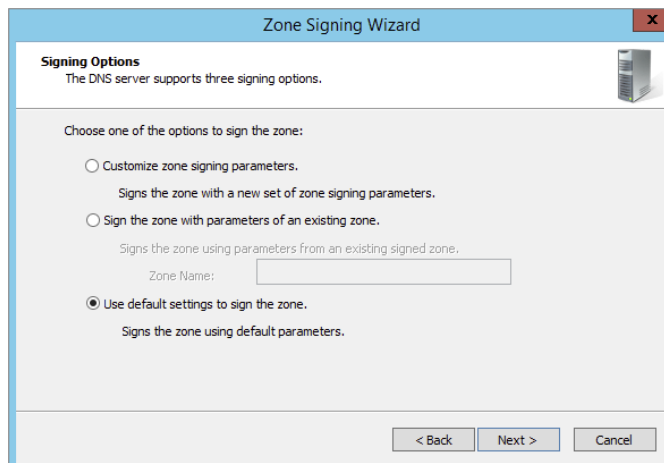 Zone Signing Wizard
x
Signing Options
The DNS server supports three signing options.
Choose one of the options to sign the zone:
Customize zone signing parameters.
Signs the zone with a new set of zone signing parameters.
Sign the zone with parameters of an existing zone.
Signs the zone using parameters from an existing signed zone.
Zone Name:
Use default settings to sign the zone.
Signs the zone using default parameters.
< Back Next > Cancel